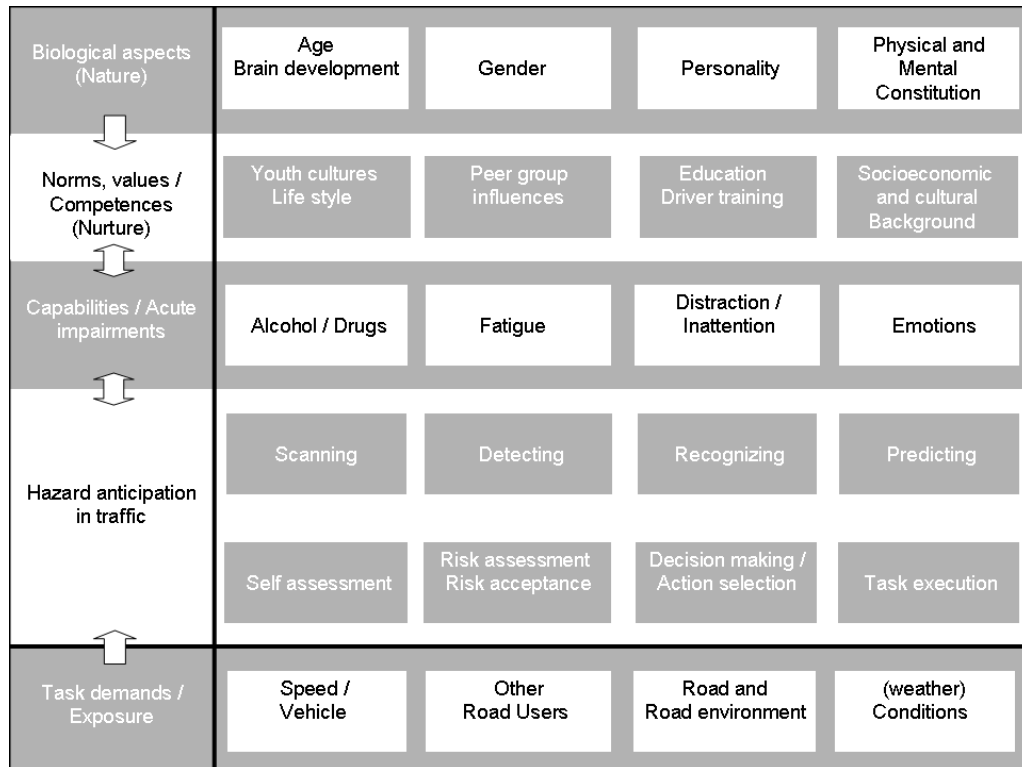 Biological aspects
(Nature)
Age
Brain development
Gender
Personality
Physical and
Mental
Constitution
Norms, values /
Competences
(Nurture)
Youth cultures
Life style
Peer group
influences
Education
Driver training
Socioeconomic
and cultural
Background
Capabilities / Acute
impairments
Alcohol / Drugs
Fatigue
Distraction /
Inattention
Emotions
Hazard anticipation
in traffic
Scanning
Detecting
Recognizing
Predicting
Self assessment
Risk assessment
Risk acceptance
Decision making /
Action selection
Task execution
Task demands /
Exposure
Speed /
Vehicle
Other
Road Users
Road and
Road environment
(weather)
Conditions